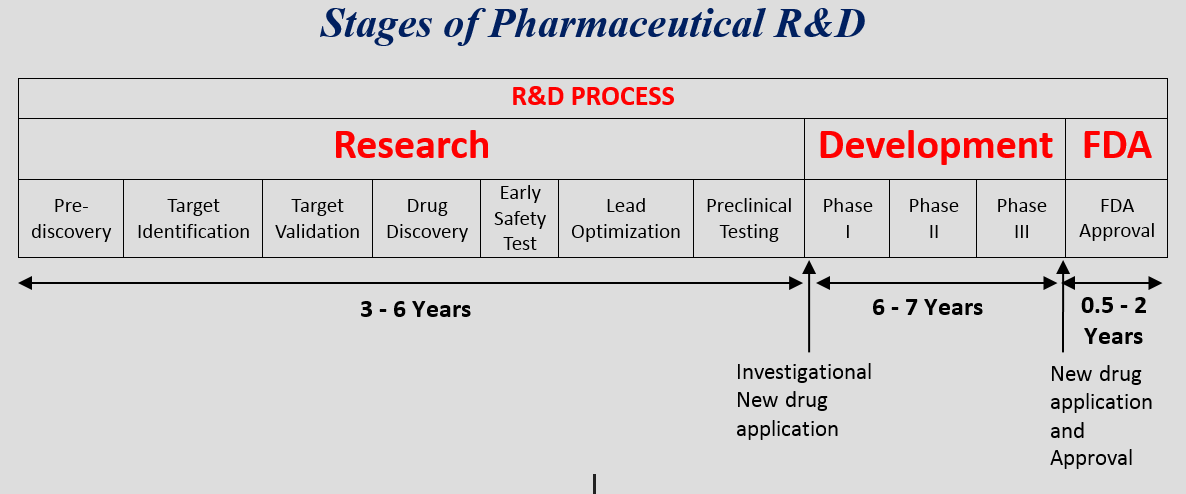 Stages of Pharmaceutical R&D
R&D PROCESS
Research
Development
FDA
Pre-
discovery
Target
Identification
Target
Validation
Drug
Discovery
Early
Safety
Test
Lead
Optimization
Preclinical
Testing
Phase
I
Phase
II
Phase
III
FDA
Approval
3 - 6 Years
6 - 7 Years
0.5 - 2
Years
Investigational
New drug
application
New drug
application
and
Approval